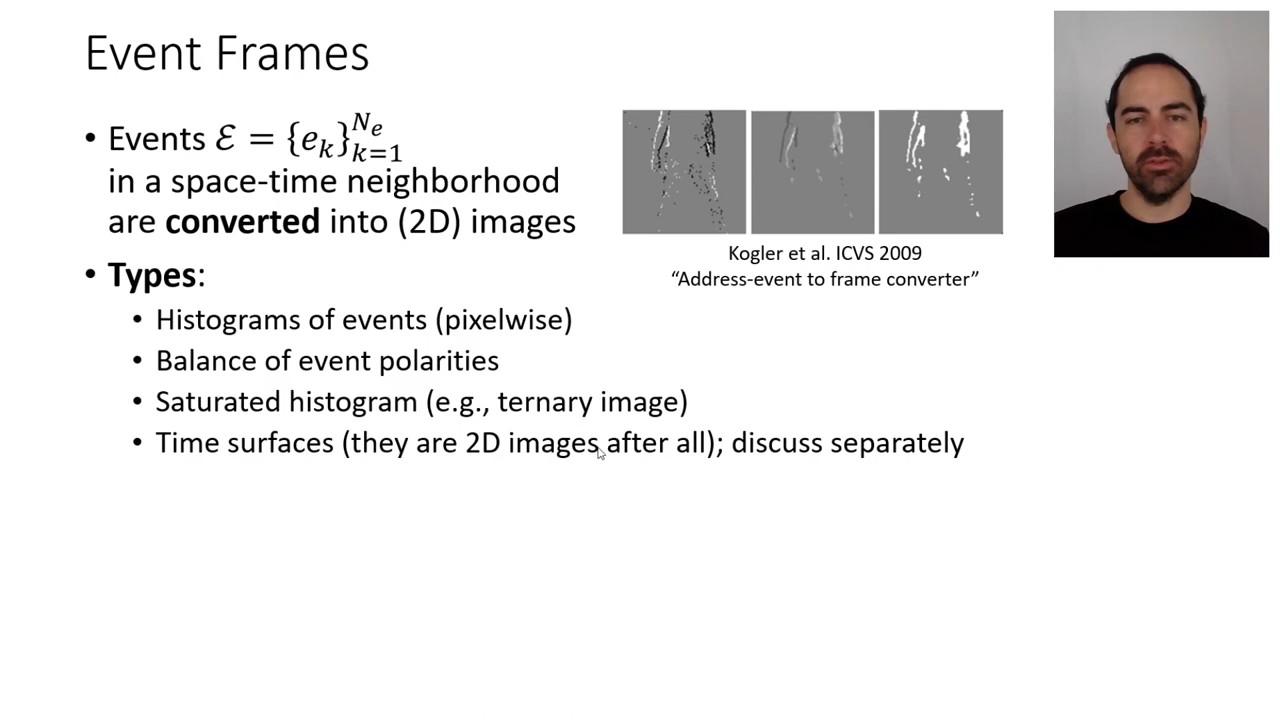 Event Frames
• Events ℰ = {e_k}_{k=1}^{N_e}
in a space-time neighborhood
are converted into (2D) images
• Types:
• Histograms of events (pixelwise)
• Balance of event polarities
• Saturated histogram (e.g., ternary image)
• Time surfaces (they are 2D images after all); discuss separately
Kogler et al. ICVS 2009
“Address-event to frame converter”